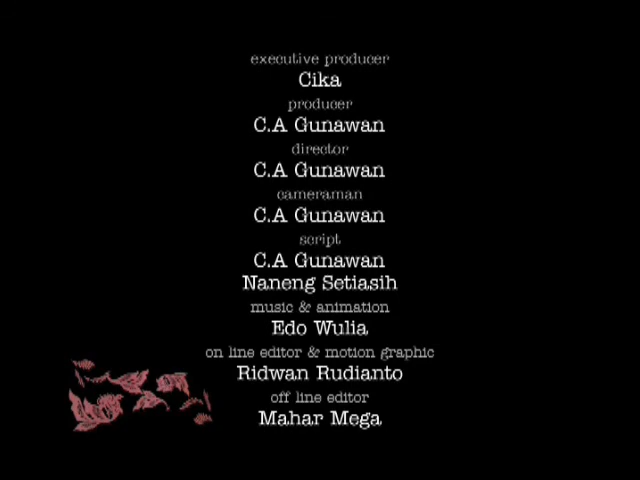 executive producer
Cika
producer
C.A Gunawan
director
C.A Gunawan
cameraman
C.A Gunawan
script
C.A Gunawan
Naneng Setiasih
music & animation
Edo Wulia
on line editor & motion graphic
Ridwan Rudianto
off line editor
Mahar Mega